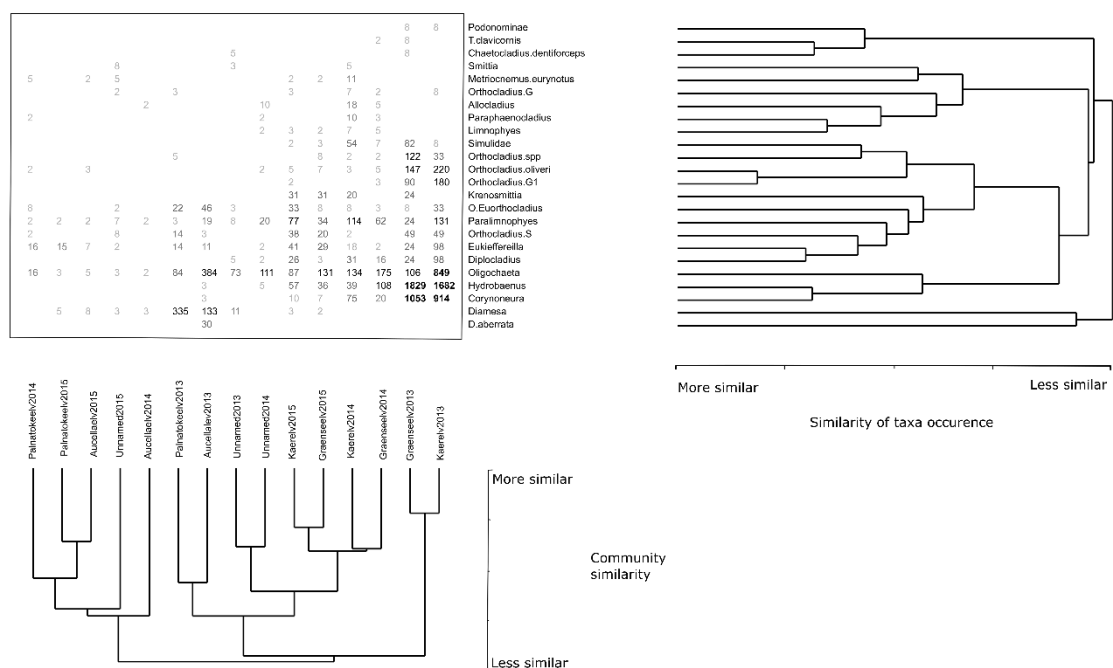 8 8 Podonominae
2 8 T.clavicornis
5 8 Chaetocladius.dentiforceps
8 3 5 Smittia
5 2 5 2 2 11 Metriocnemus.eurynotus
2 3 3 7 2 8 Orthocladius.G
2 10 18 5 Allocladius
2 2 10 3 Paraphaenocladius
2 3 2 7 5 Limnophyes
2 3 54 7 82 8 Simulidae
5 8 2 2 122 33 Orthocladius.spp
2 3 2 5 7 3 5 147 220 Orthocladius.oliveri
2 3 90 180 Orthocladius.G1
31 31 20 24 Krenosmittia
8 2 22 46 3 33 8 8 3 8 33 O.Euorthocladius
2 2 2 7 2 3 19 8 20 77 34 114 62 24 131 Paralimnophyes
2 8 14 3 38 20 2 49 49 Orthocladius.S
16 15 7 2 14 11 2 41 29 18 2 24 98 Eukieffereilla
5 2 26 3 31 16 24 98 Diplocladius
16 3 5 3 2 84 384 73 111 87 131 134 175 106 849 Oligochaeta
3 5 57 36 39 108 1829 1682 Hydrobaenus
3 10 7 75 20 1053 914 Corynoneura
5 8 3 3 335 133 11 3 2 Diamesa
30 D.aberrata
More similar Less similar
Similarity of taxa occurence
Palnatokeelv2014
Palnatokeelv2015
Aucellaelv2015
Unnamed2015
Aucellaelv2014
Palnatokeelv2013
Aucellalev2013
Unnamed2013
Unnamed2014
Kaerelv2015
Graenseelv2015
Kaerelv2014
Graenseelv2014
Graenseelv2013
Kaerelv2013
More similar
Community
similarity
Less similar